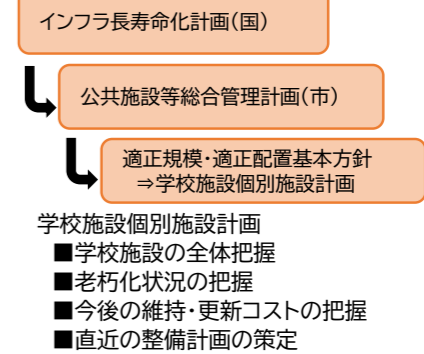 インフラ長寿命化計画(国)
公共施設等総合管理計画(市)
適正規模・適正配置基本方針
⇒学校施設個別施設計画
学校施設個別施設計画
■学校施設の全体把握
■老朽化状況の把握
■今後の維持・更新コストの把握
■直近の整備計画の策定